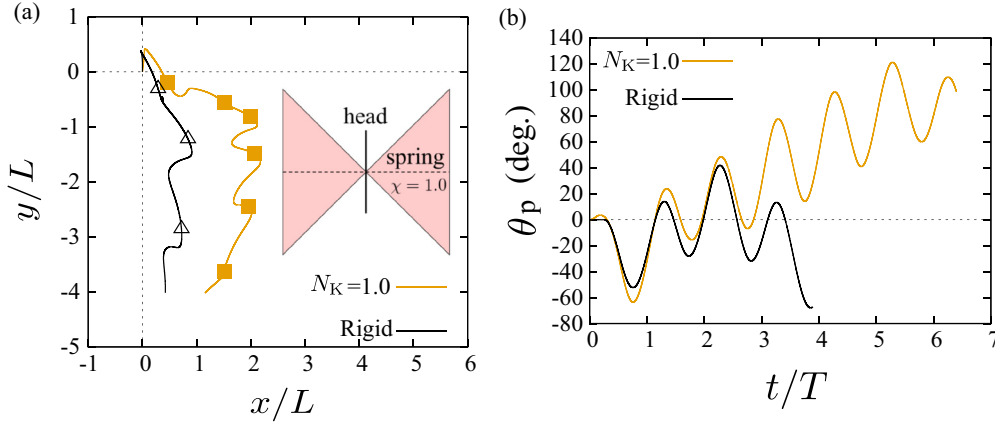 (a)
1
0
-1
-2
-3
-4
-5
y/L
-1
0
1
2
3
4
5
6
x/L
head
spring
χ = 1.0
N_K=1.0
Rigid
(b)
140
120
100
80
60
40
20
0
-20
-40
-60
-80
θ_p (deg.)
0
1
2
3
4
5
6
7
t/T
N_K=1.0
Rigid